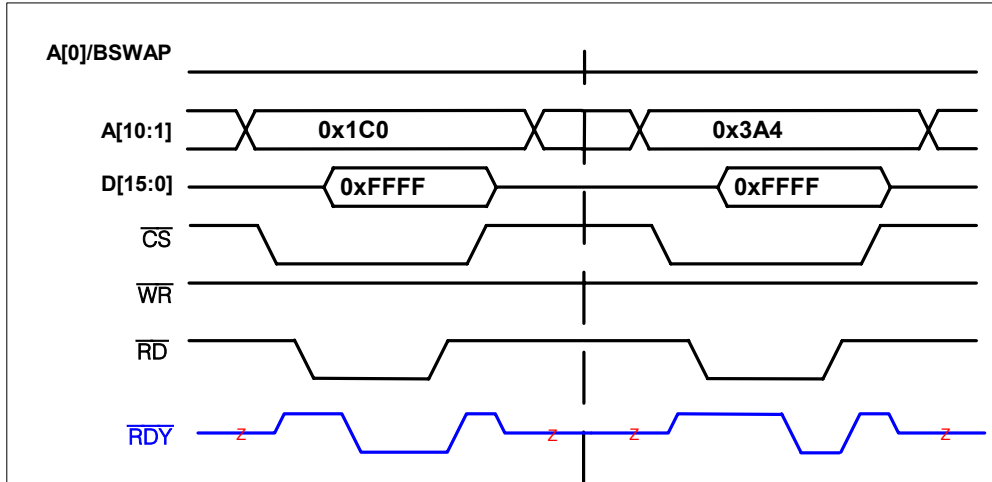 A[0]/BSWAP
A[10:1] 0x1C0 0x3A4
D[15:0] 0xFFFF 0xFFFF
CS
WR
RD
RDY Z Z Z Z